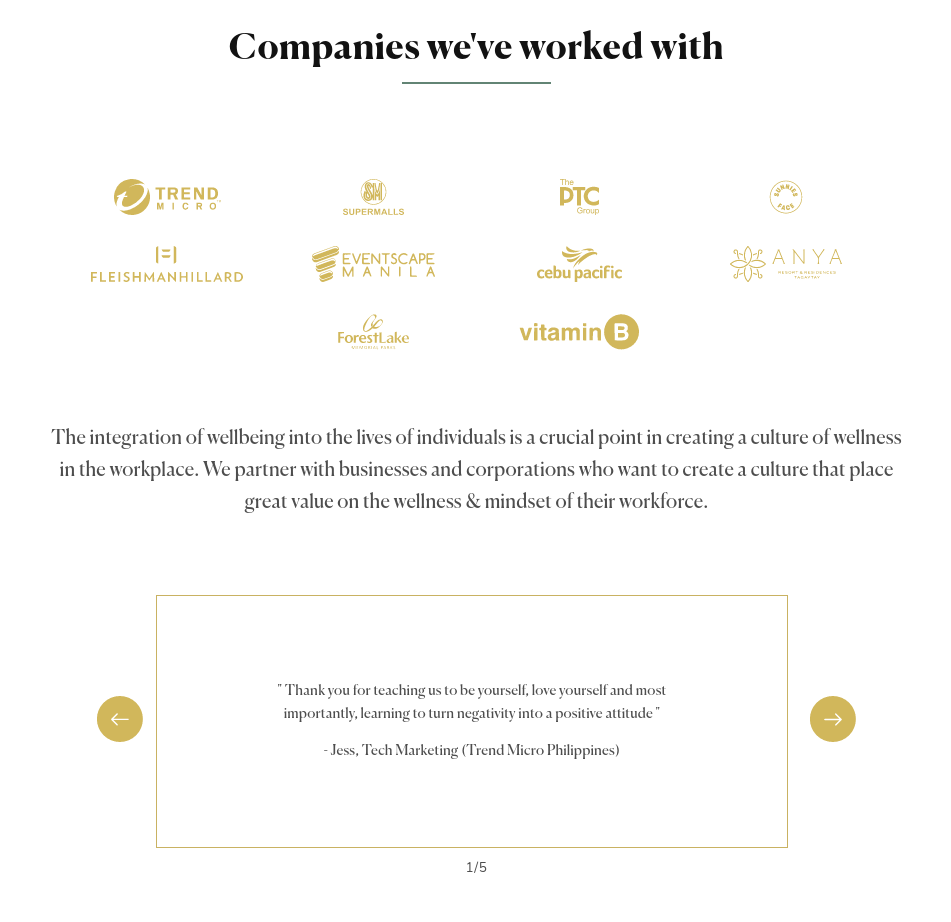 Companies we've worked with
TREND
MICRO
SM
SUPERMALLS
The
PTC
Group
SUNNIES
FACE
FLEISHMANHILLARD
EVENTSCAPE
MANILA
cebu pacific
ANYA
RESORT & RESIDENCES
TAGAYTAY
ForestLake
MEMORIAL PARKS
vitamin B
The integration of wellbeing into the lives of individuals is a crucial point in creating a culture of wellness
in the workplace. We partner with businesses and corporations who want to create a culture that place
great value on the wellness & mindset of their workforce.
" Thank you for teaching us to be yourself, love yourself and most
importantly, learning to turn negativity into a positive attitude "
- Jess, Tech Marketing (Trend Micro Philippines)
1/5